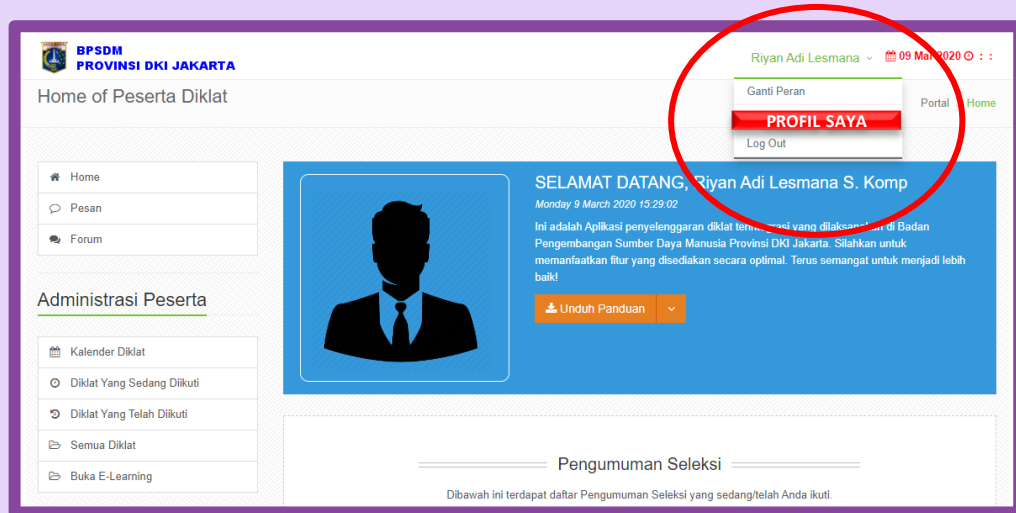 BPSDM
PROVINSI DKI JAKARTA
Riyan Adi Lesmana
09 Mar 2020 : :
Home of Peserta Diklat
Ganti Peran
PROFIL SAYA
Log Out
Portal
Home
Home
Pesan
Forum
Administrasi Peserta
Kalender Diklat
Diklat Yang Sedang Diikuti
Diklat Yang Telah Diikuti
Semua Diklat
Buka E-Learning
SELAMAT DATANG, Riyan Adi Lesmana S. Komp
Monday 9 March 2020 15:29:02
Ini adalah Aplikasi penyelenggaran diklat terintegrasi yang dilaksanakan di Badan
Pengembangan Sumber Daya Manusia Provinsi DKI Jakarta. Silahkan untuk
memanfaatkan fitur yang disediakan secara optimal. Terus semangat untuk menjadi lebih
baik!
Unduh Panduan
Pengumuman Seleksi
Dibawah ini terdapat daftar Pengumuman Seleksi yang sedang/telah Anda ikuti.